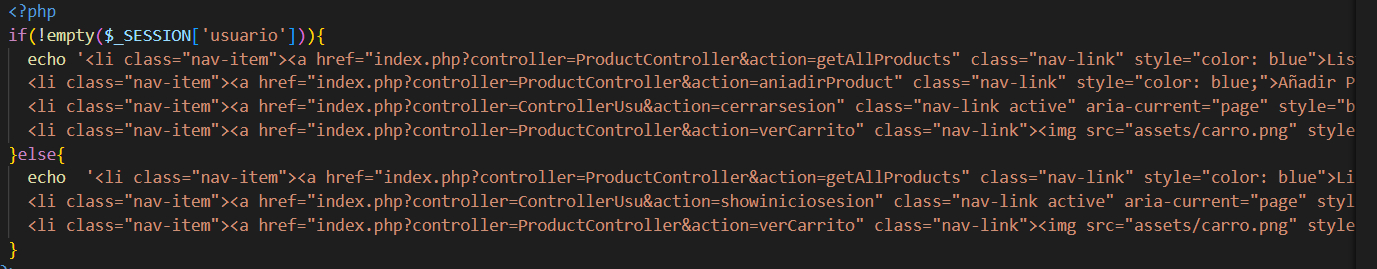 <?php
if(!empty($_SESSION['usuario'])){
echo '<li class="nav-item"><a href="index.php?controller=ProductController&action=getAllProducts" class="nav-link" style="color: blue">Lis
<li class="nav-item"><a href="index.php?controller=ProductController&action=aniadirProduct" class="nav-link" style="color: blue;">Añadir P
<li class="nav-item"><a href="index.php?controller=ControllerUsu&action=cerrarsesion" class="nav-link active" aria-current="page" style="b
<li class="nav-item"><a href="index.php?controller=ProductController&action=verCarrito" class="nav-link"><img src="assets/carro.png" style
}else{
echo  '<li class="nav-item"><a href="index.php?controller=ProductController&action=getAllProducts" class="nav-link" style="color: blue">Li
<li class="nav-item"><a href="index.php?controller=ControllerUsu&action=showiniciosesion" class="nav-link active" aria-current="page" styl
<li class="nav-item"><a href="index.php?controller=ProductController&action=verCarrito" class="nav-link"><img src="assets/carro.png" style
}